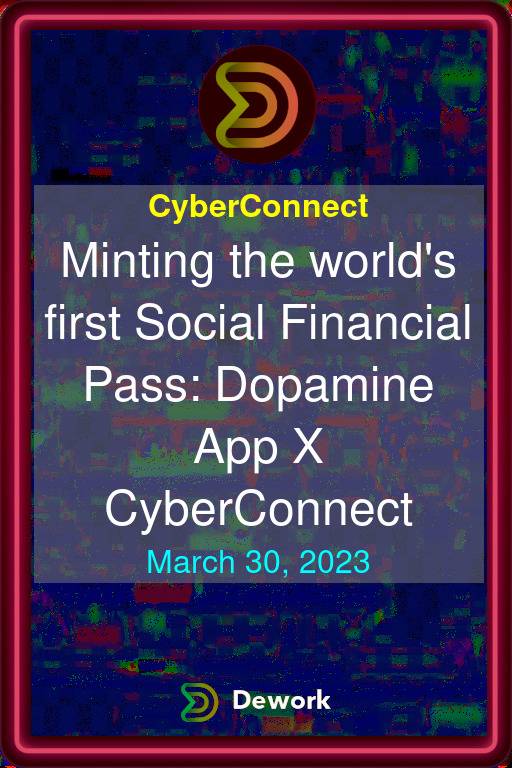 CyberConnect
Minting the world's
first Social Financial
Pass: Dopamine
App X
CyberConnect
March 30, 2023
Dework